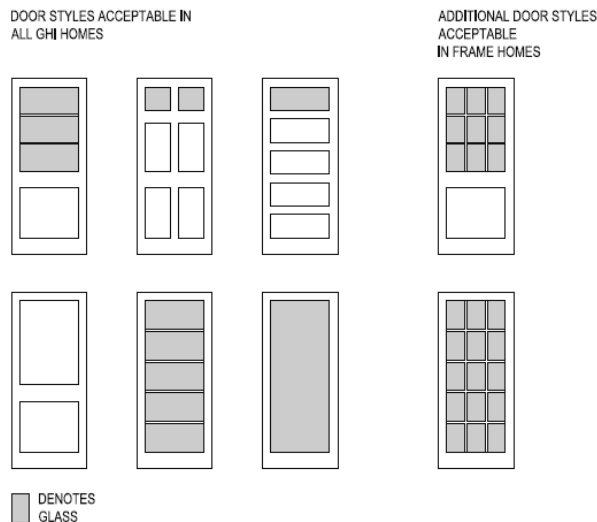 DOOR STYLES ACCEPTABLE IN
ALL GHI HOMES
ADDITIONAL DOOR STYLES
ACCEPTABLE
IN FRAME HOMES
DENOTES
GLASS